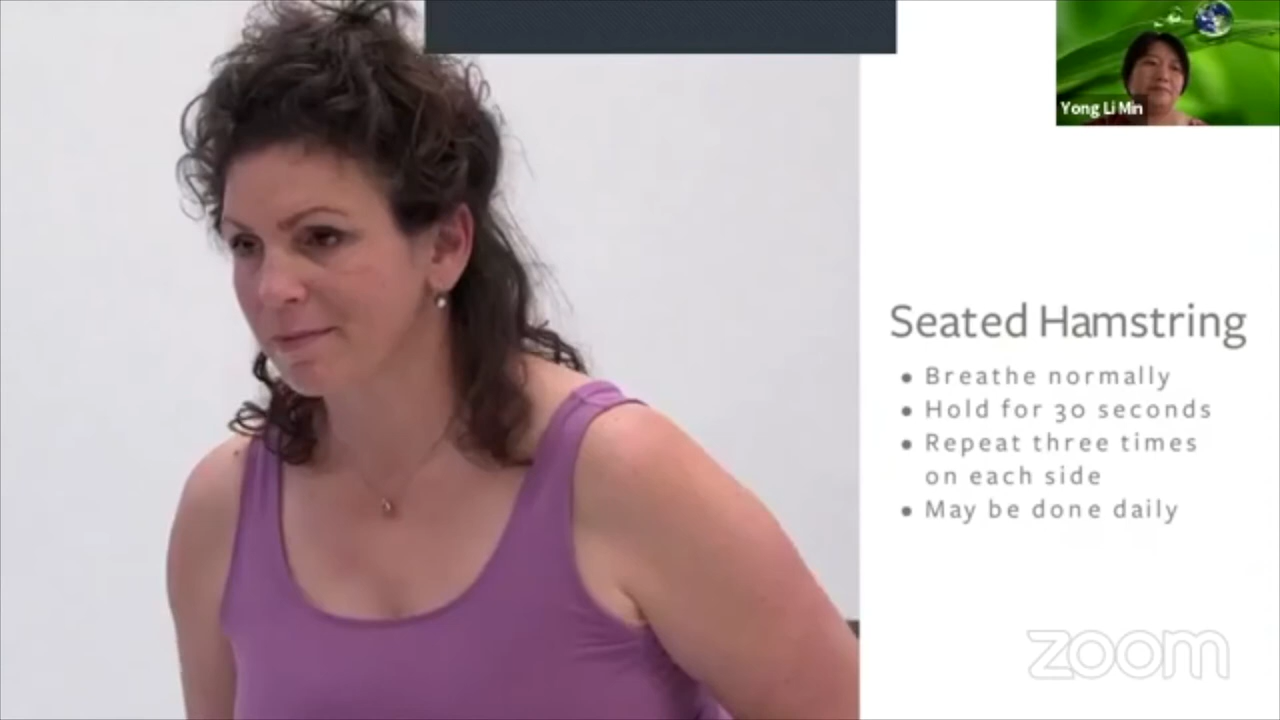 Yong Li Min
Seated Hamstring
• Breathe normally
• Hold for 30 seconds
• Repeat three times
on each side
• May be done daily
zoom